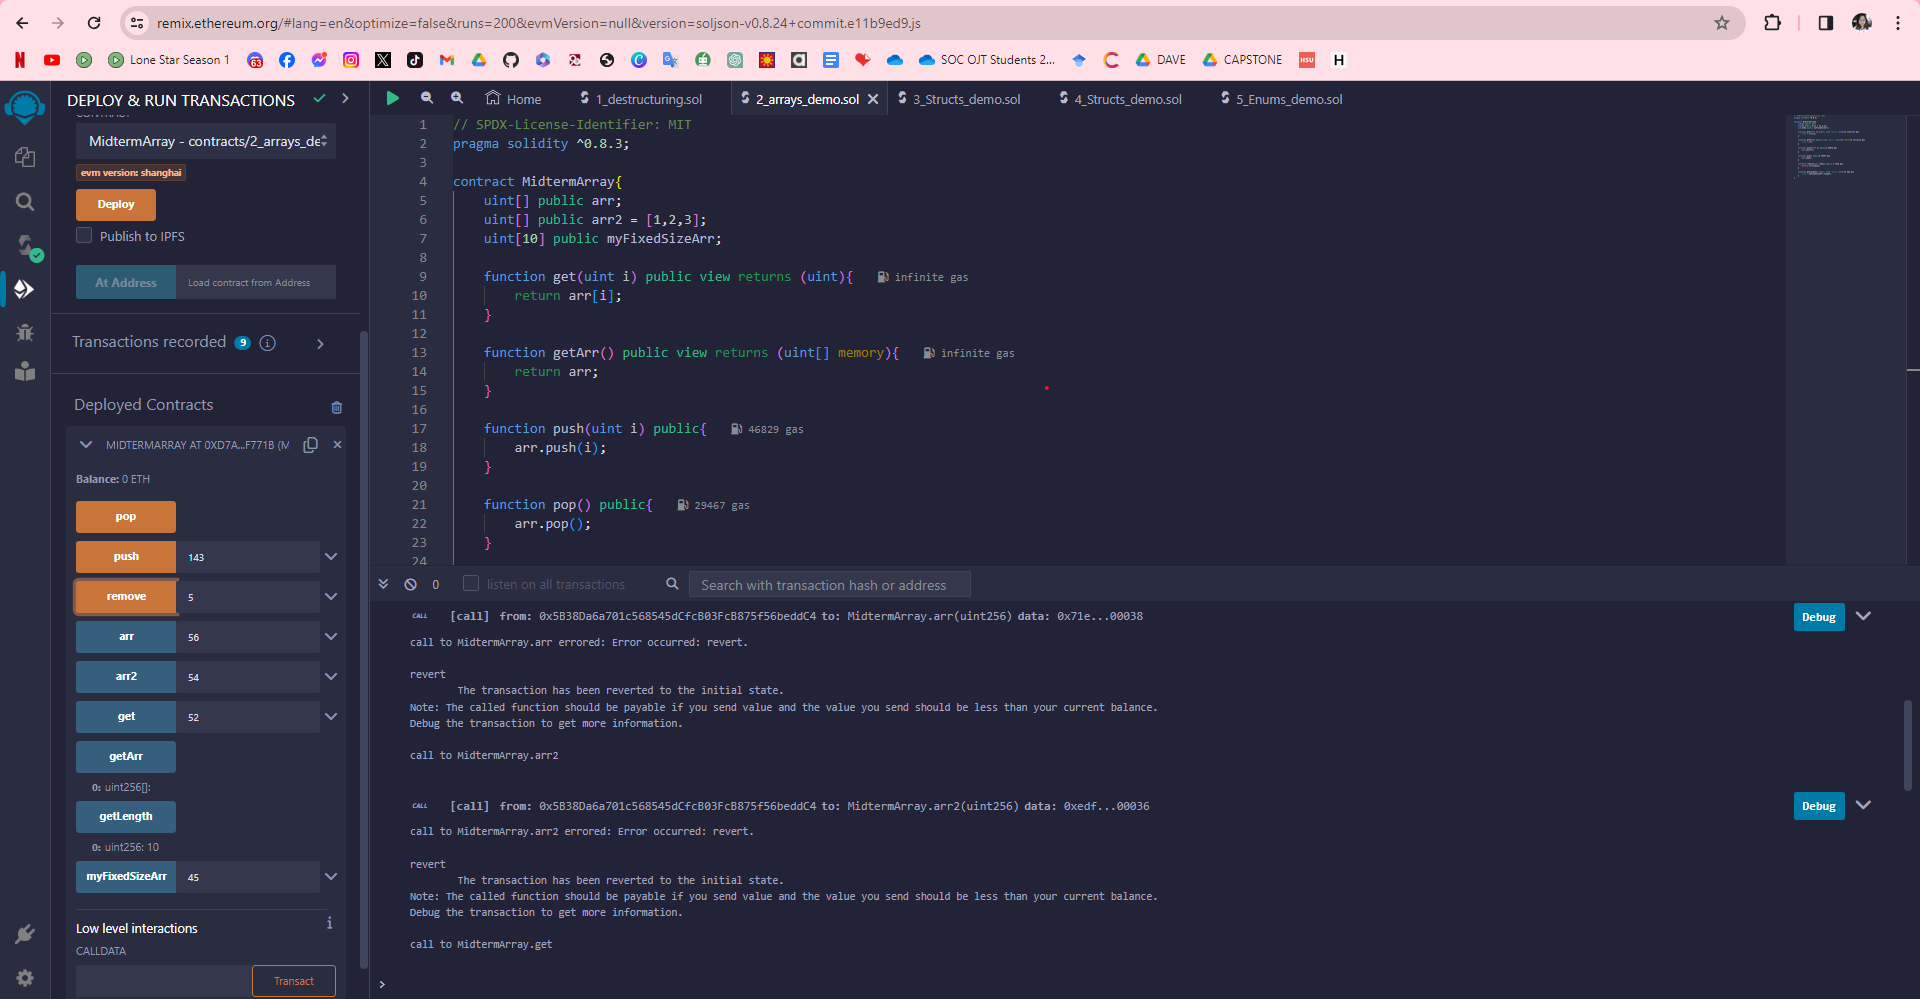 remix.ethereum.org/#lang=en&optimize=false&runs=200&evmVersion=null&version=soljson-v0.8.24+commit.e11b9ed9.js
Lone Star Season 1
63
SOC OJT Students 2...
DAVE
CAPSTONE
HSU
H
DEPLOY & RUN TRANSACTIONS
Home
1_destructuring.sol
2_arrays_demo.sol
3_Structs_demo.sol
4_Structs_demo.sol
5_Enums_demo.sol
CONTRACT
MidtermArray - contracts/2_arrays_de
evm version: shanghai
Deploy
Publish to IPFS
At Address
Load contract from Address
Transactions recorded 9 i
Deployed Contracts
MIDTERMARRAY AT 0XD7A...F771B (M
Balance: 0 ETH
pop
push 143
remove 5
arr 56
arr2 54
get 52
getArr
0: uint256[]:
getLength
0: uint256: 10
myFixedSizeArr 45
Low level interactions i
CALLDATA
Transact
1 // SPDX-License-Identifier: MIT
2 pragma solidity ^0.8.3;
3
4 contract MidtermArray{
5 uint[] public arr;
6 uint[] public arr2 = [1,2,3];
7 uint[10] public myFixedSizeArr;
8
9 function get(uint i) public view returns (uint){ infinite gas
10 return arr[i];
11 }
12
13 function getArr() public view returns (uint[] memory){ infinite gas
14 return arr;
15 }
16
17 function push(uint i) public{ 46829 gas
18 arr.push(i);
19 }
20
21 function pop() public{ 29467 gas
22 arr.pop();
23 }
24
0
listen on all transactions
Search with transaction hash or address
CALL [call] from: 0x5B38Da6a701c568545dCfcB03FcB875f56beddC4 to: MidtermArray.arr(uint256) data: 0x71e...00038
Debug
call to MidtermArray.arr errored: Error occurred: revert.
revert
The transaction has been reverted to the initial state.
Note: The called function should be payable if you send value and the value you send should be less than your current balance.
Debug the transaction to get more information.
call to MidtermArray.arr2
CALL [call] from: 0x5B38Da6a701c568545dCfcB03FcB875f56beddC4 to: MidtermArray.arr2(uint256) data: 0xedf...00036
Debug
call to MidtermArray.arr2 errored: Error occurred: revert.
revert
The transaction has been reverted to the initial state.
Note: The called function should be payable if you send value and the value you send should be less than your current balance.
Debug the transaction to get more information.
call to MidtermArray.get
>